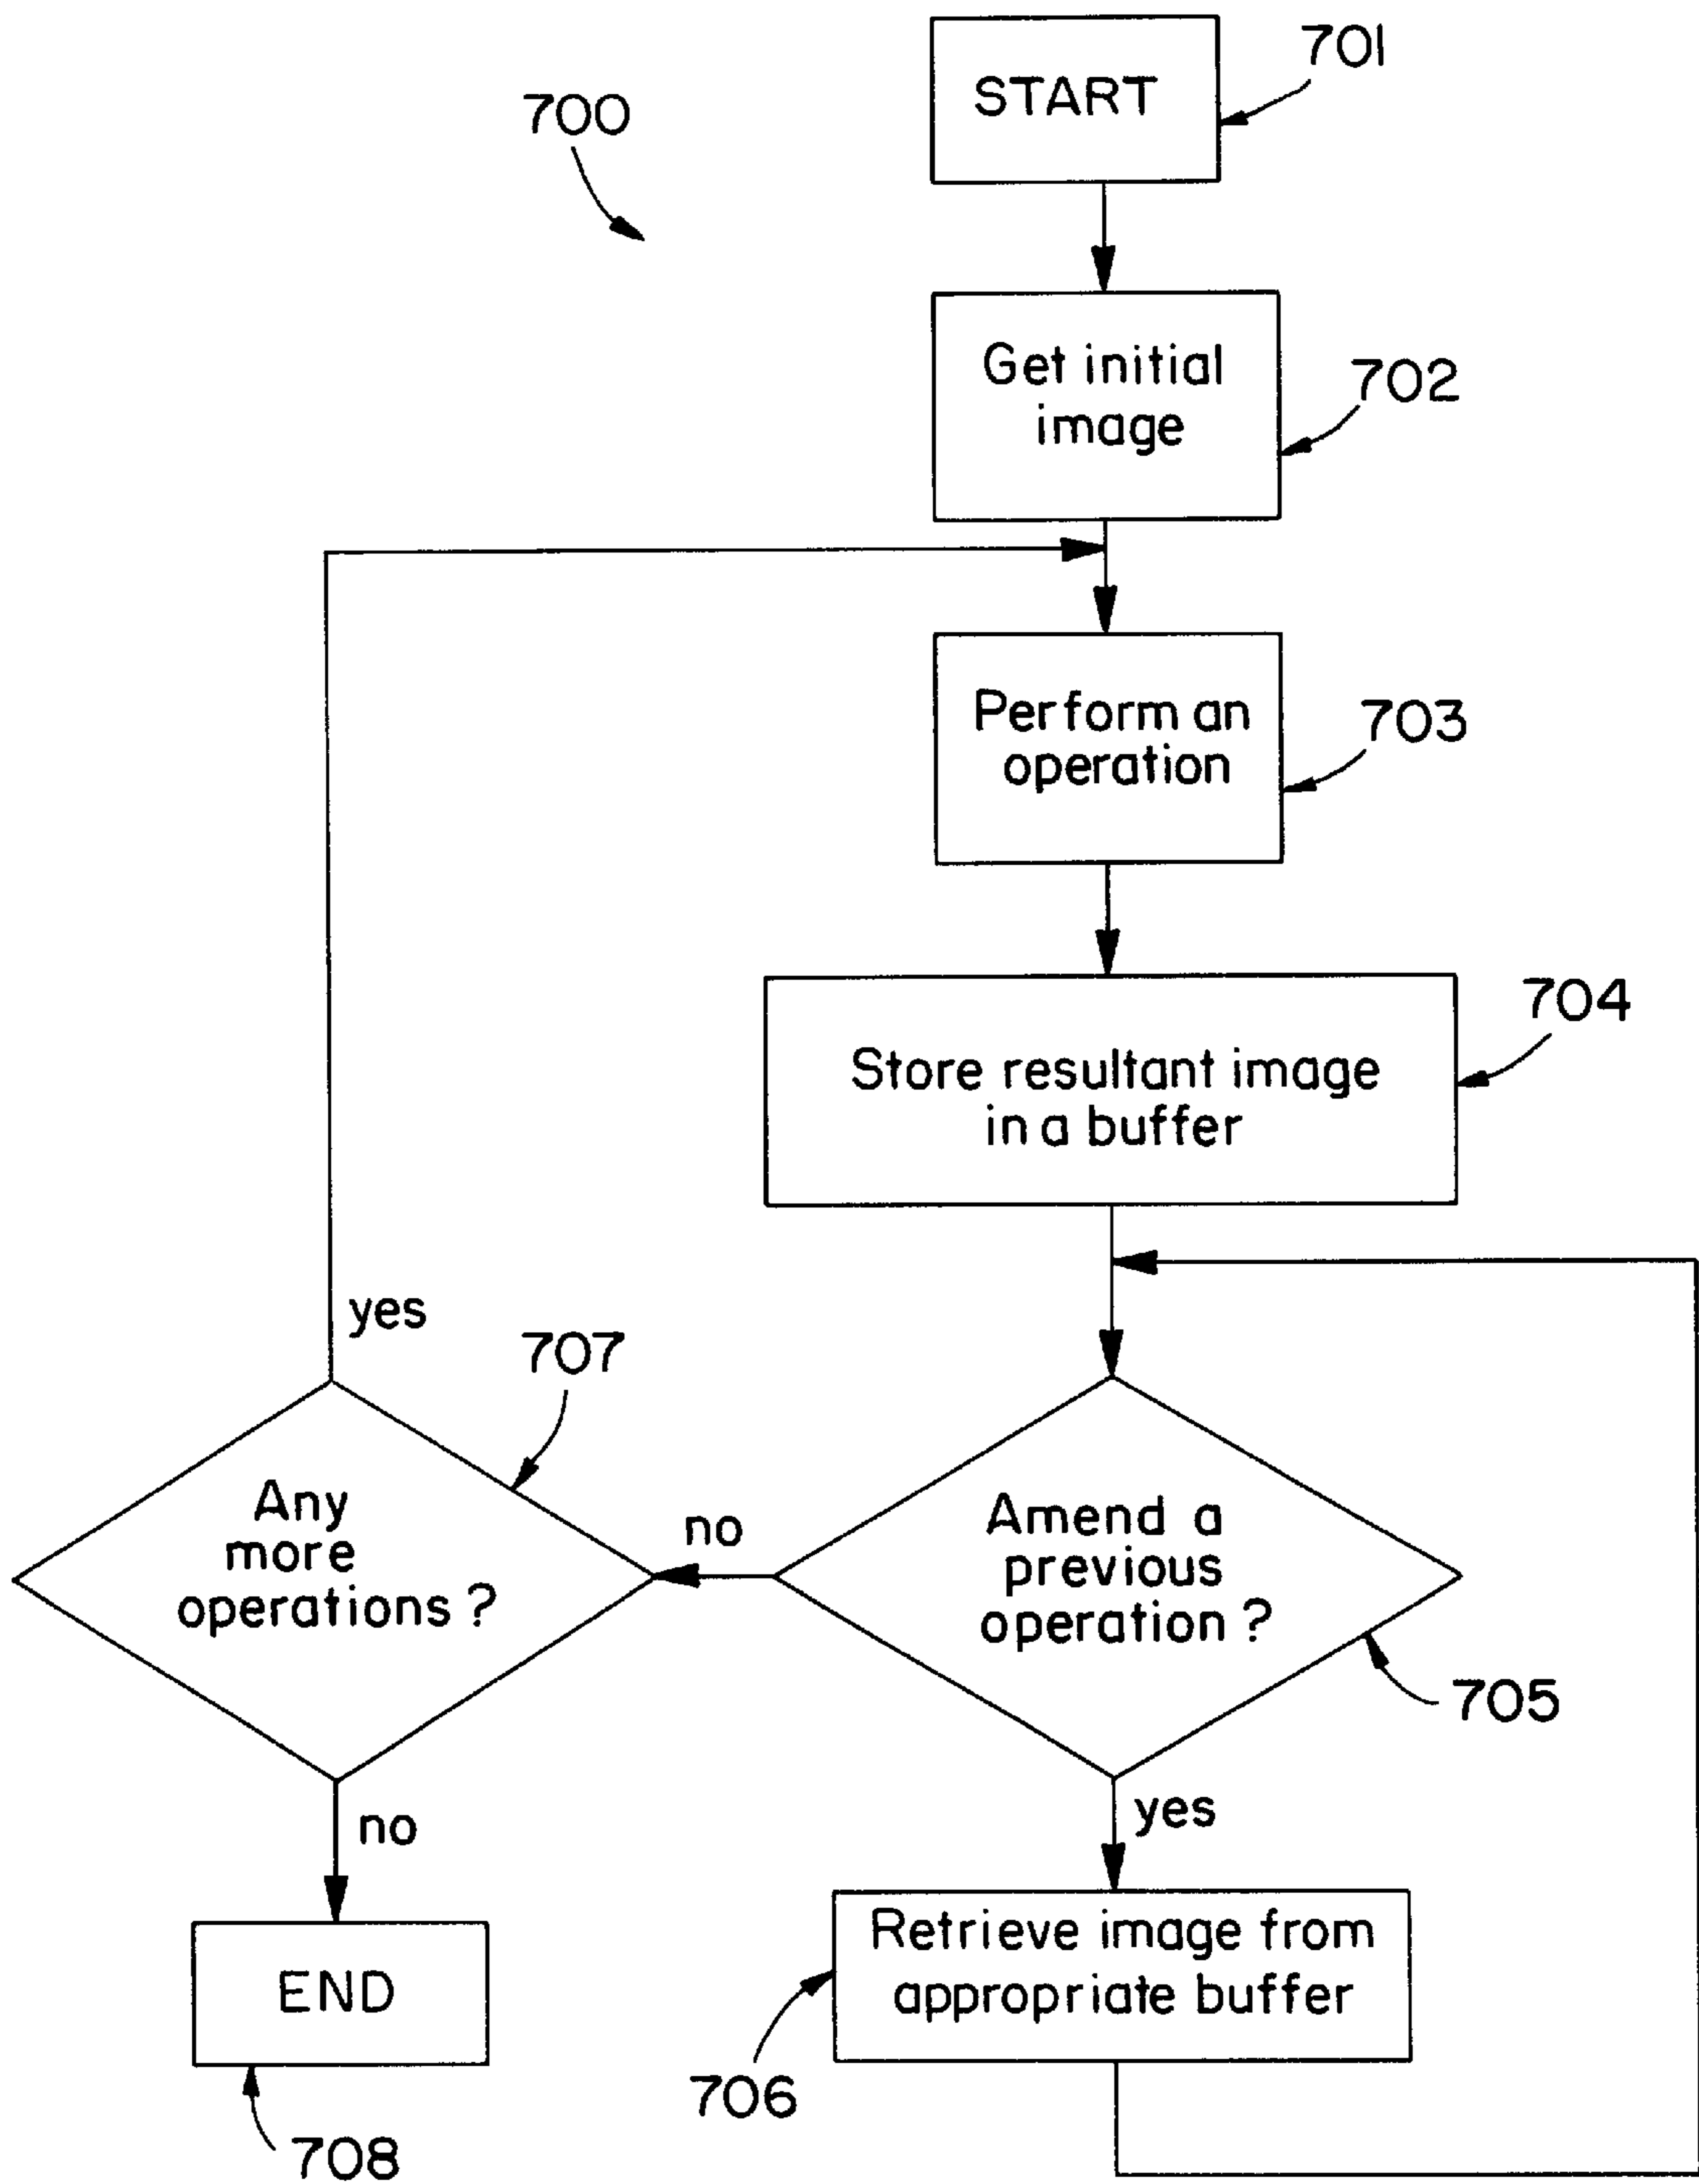 701
START
700
Get initial
image
702
Perform an
operation
703
704
Store resultant image
in a buffer
yes
707
Any
more
operations ?
no
Amend a
previous
operation ?
705
no
yes
END
Retrieve image from
appropriate buffer
706
708